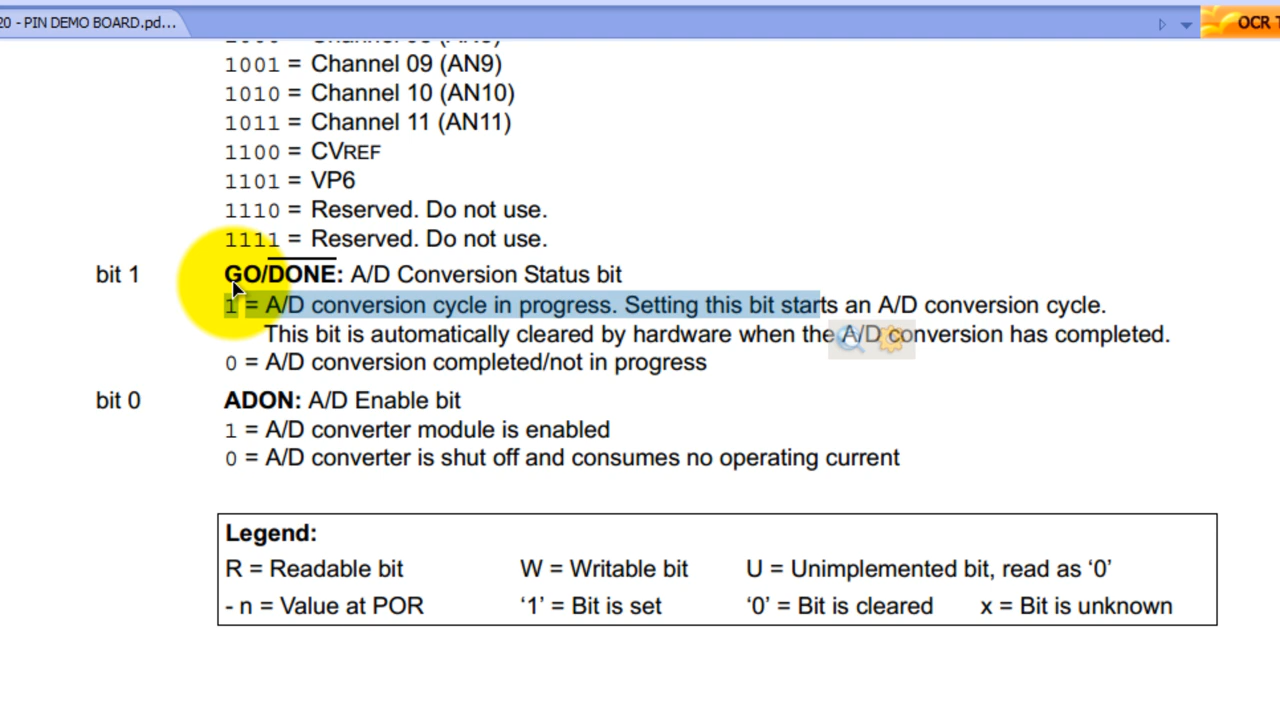 20 - PIN DEMO BOARD.pd...
OCR
1001 = Channel 09 (AN9)
1010 = Channel 10 (AN10)
1011 = Channel 11 (AN11)
1100 = CVREF
1101 = VP6
1110 = Reserved. Do not use.
1111 = Reserved. Do not use.
bit 1 GO/DONE: A/D Conversion Status bit
1 = A/D conversion cycle in progress. Setting this bit starts an A/D conversion cycle.
This bit is automatically cleared by hardware when the A/D conversion has completed.
0 = A/D conversion completed/not in progress
bit 0 ADON: A/D Enable bit
1 = A/D converter module is enabled
0 = A/D converter is shut off and consumes no operating current
Legend:
R = Readable bit W = Writable bit U = Unimplemented bit, read as ‘0’
- n = Value at POR ‘1’ = Bit is set ‘0’ = Bit is cleared x = Bit is unknown